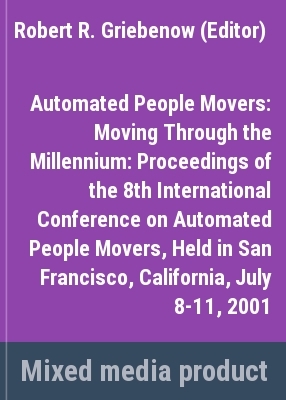 Robert R. Griebenow (Editor)
Automated People Movers:
Moving Through the
Millennium: Proceedings of
the 8th International
Conference on Automated
People Movers, Held in San
Francisco, California, July
8-11, 2001
Mixed media product